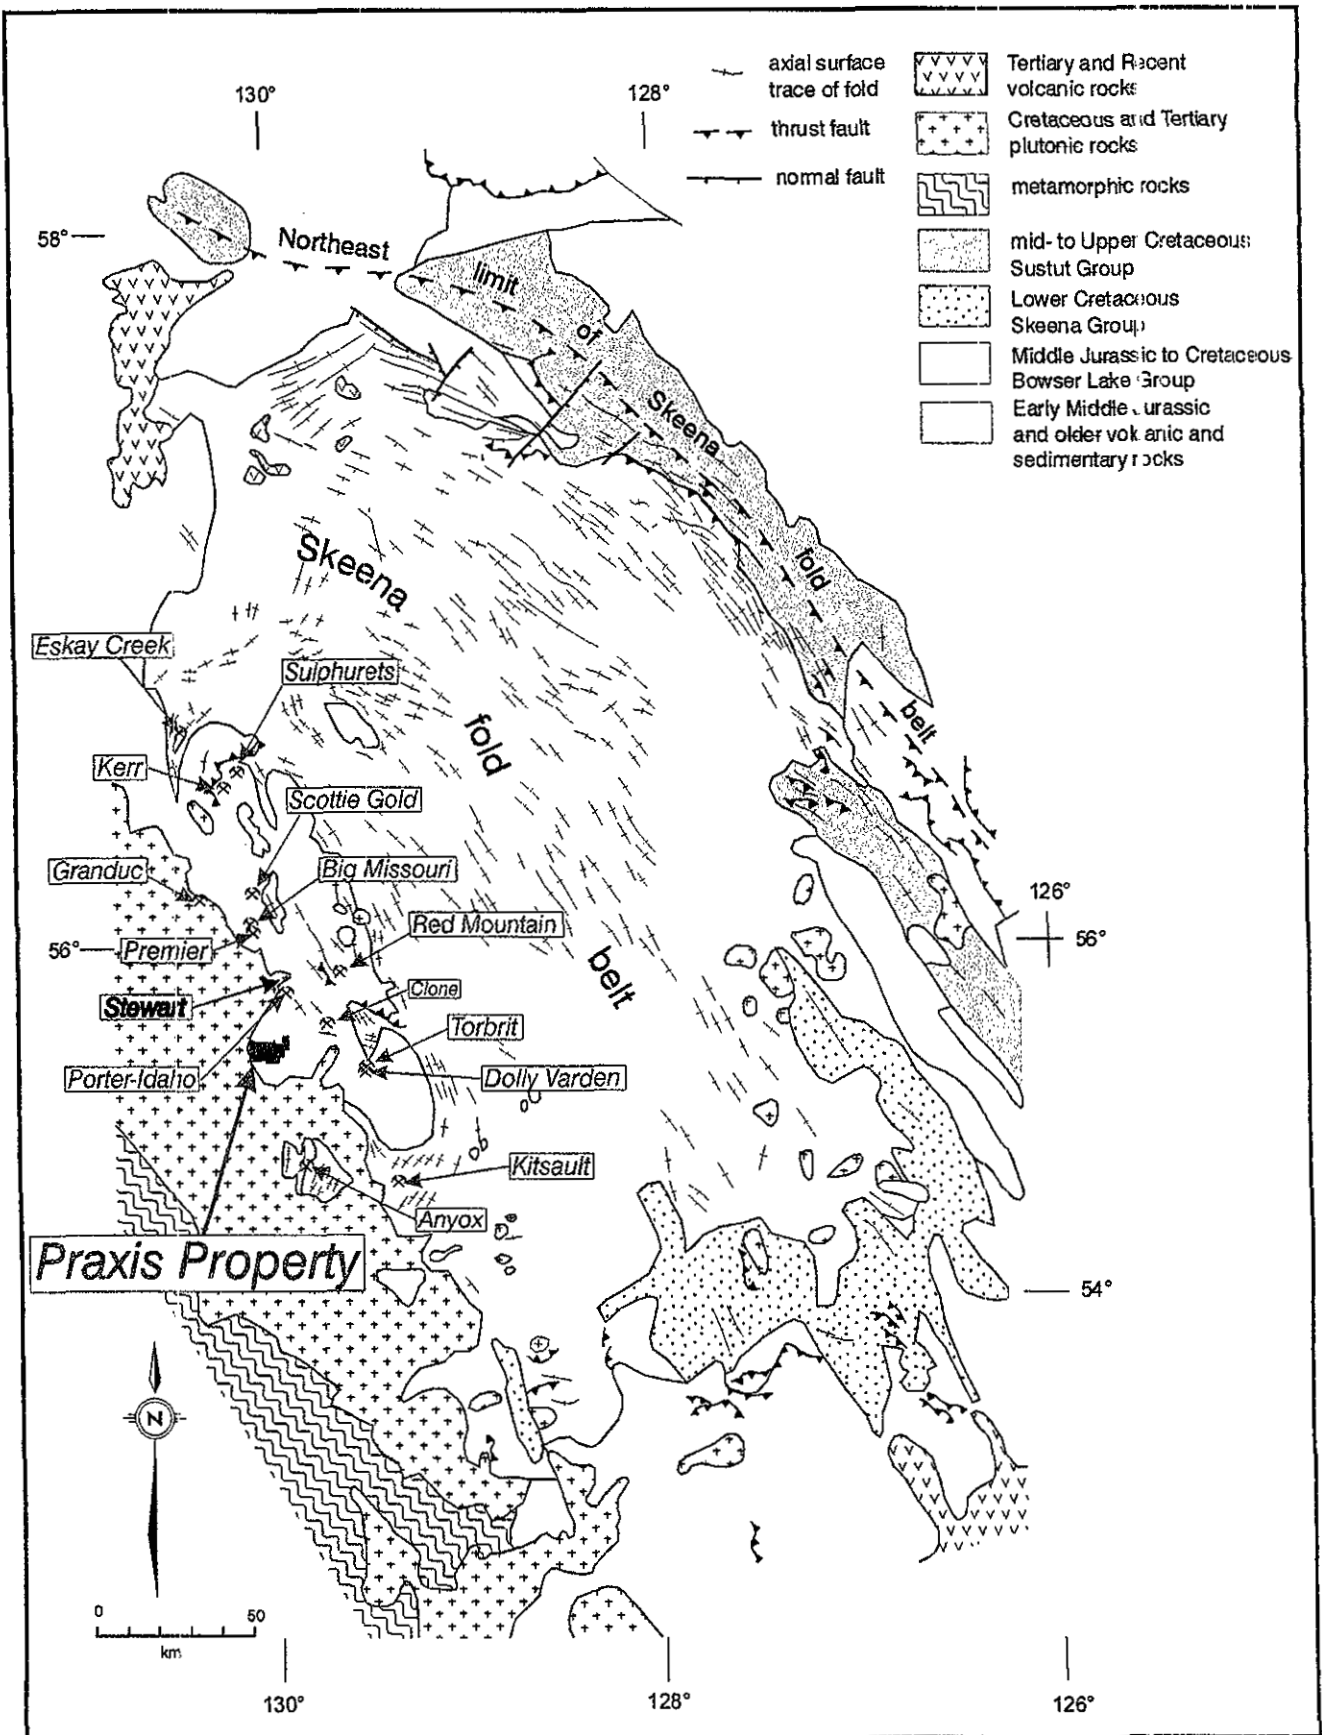 130°
128°
58°
axial surface
trace of fold
thrust fault
normal fault
Tertiary and Recent
volcanic rocks
Cretaceous and Tertiary
plutonic rocks
metamorphic rocks
mid- to Upper Cretaceous
Sustut Group
Lower Cretaceous
Skeena Group
Middle Jurassic to Cretaceous
Bowser Lake Group
Early Middle Jurassic
and older volcanic and
sedimentary rocks
Northeast
limit
of
Skeena
fold
belt
Skeena
fold
belt
Eskay Creek
Sulphurets
Kerr
Scottie Gold
Granduc
Big Missouri
56°
Premier
Red Mountain
126°
56°
Stewart
Clone
Torbrit
Porter-Idaho
Dolly Varden
Kitsault
Anyox
Praxis Property
54°
N
0
50
km
130°
128°
126°